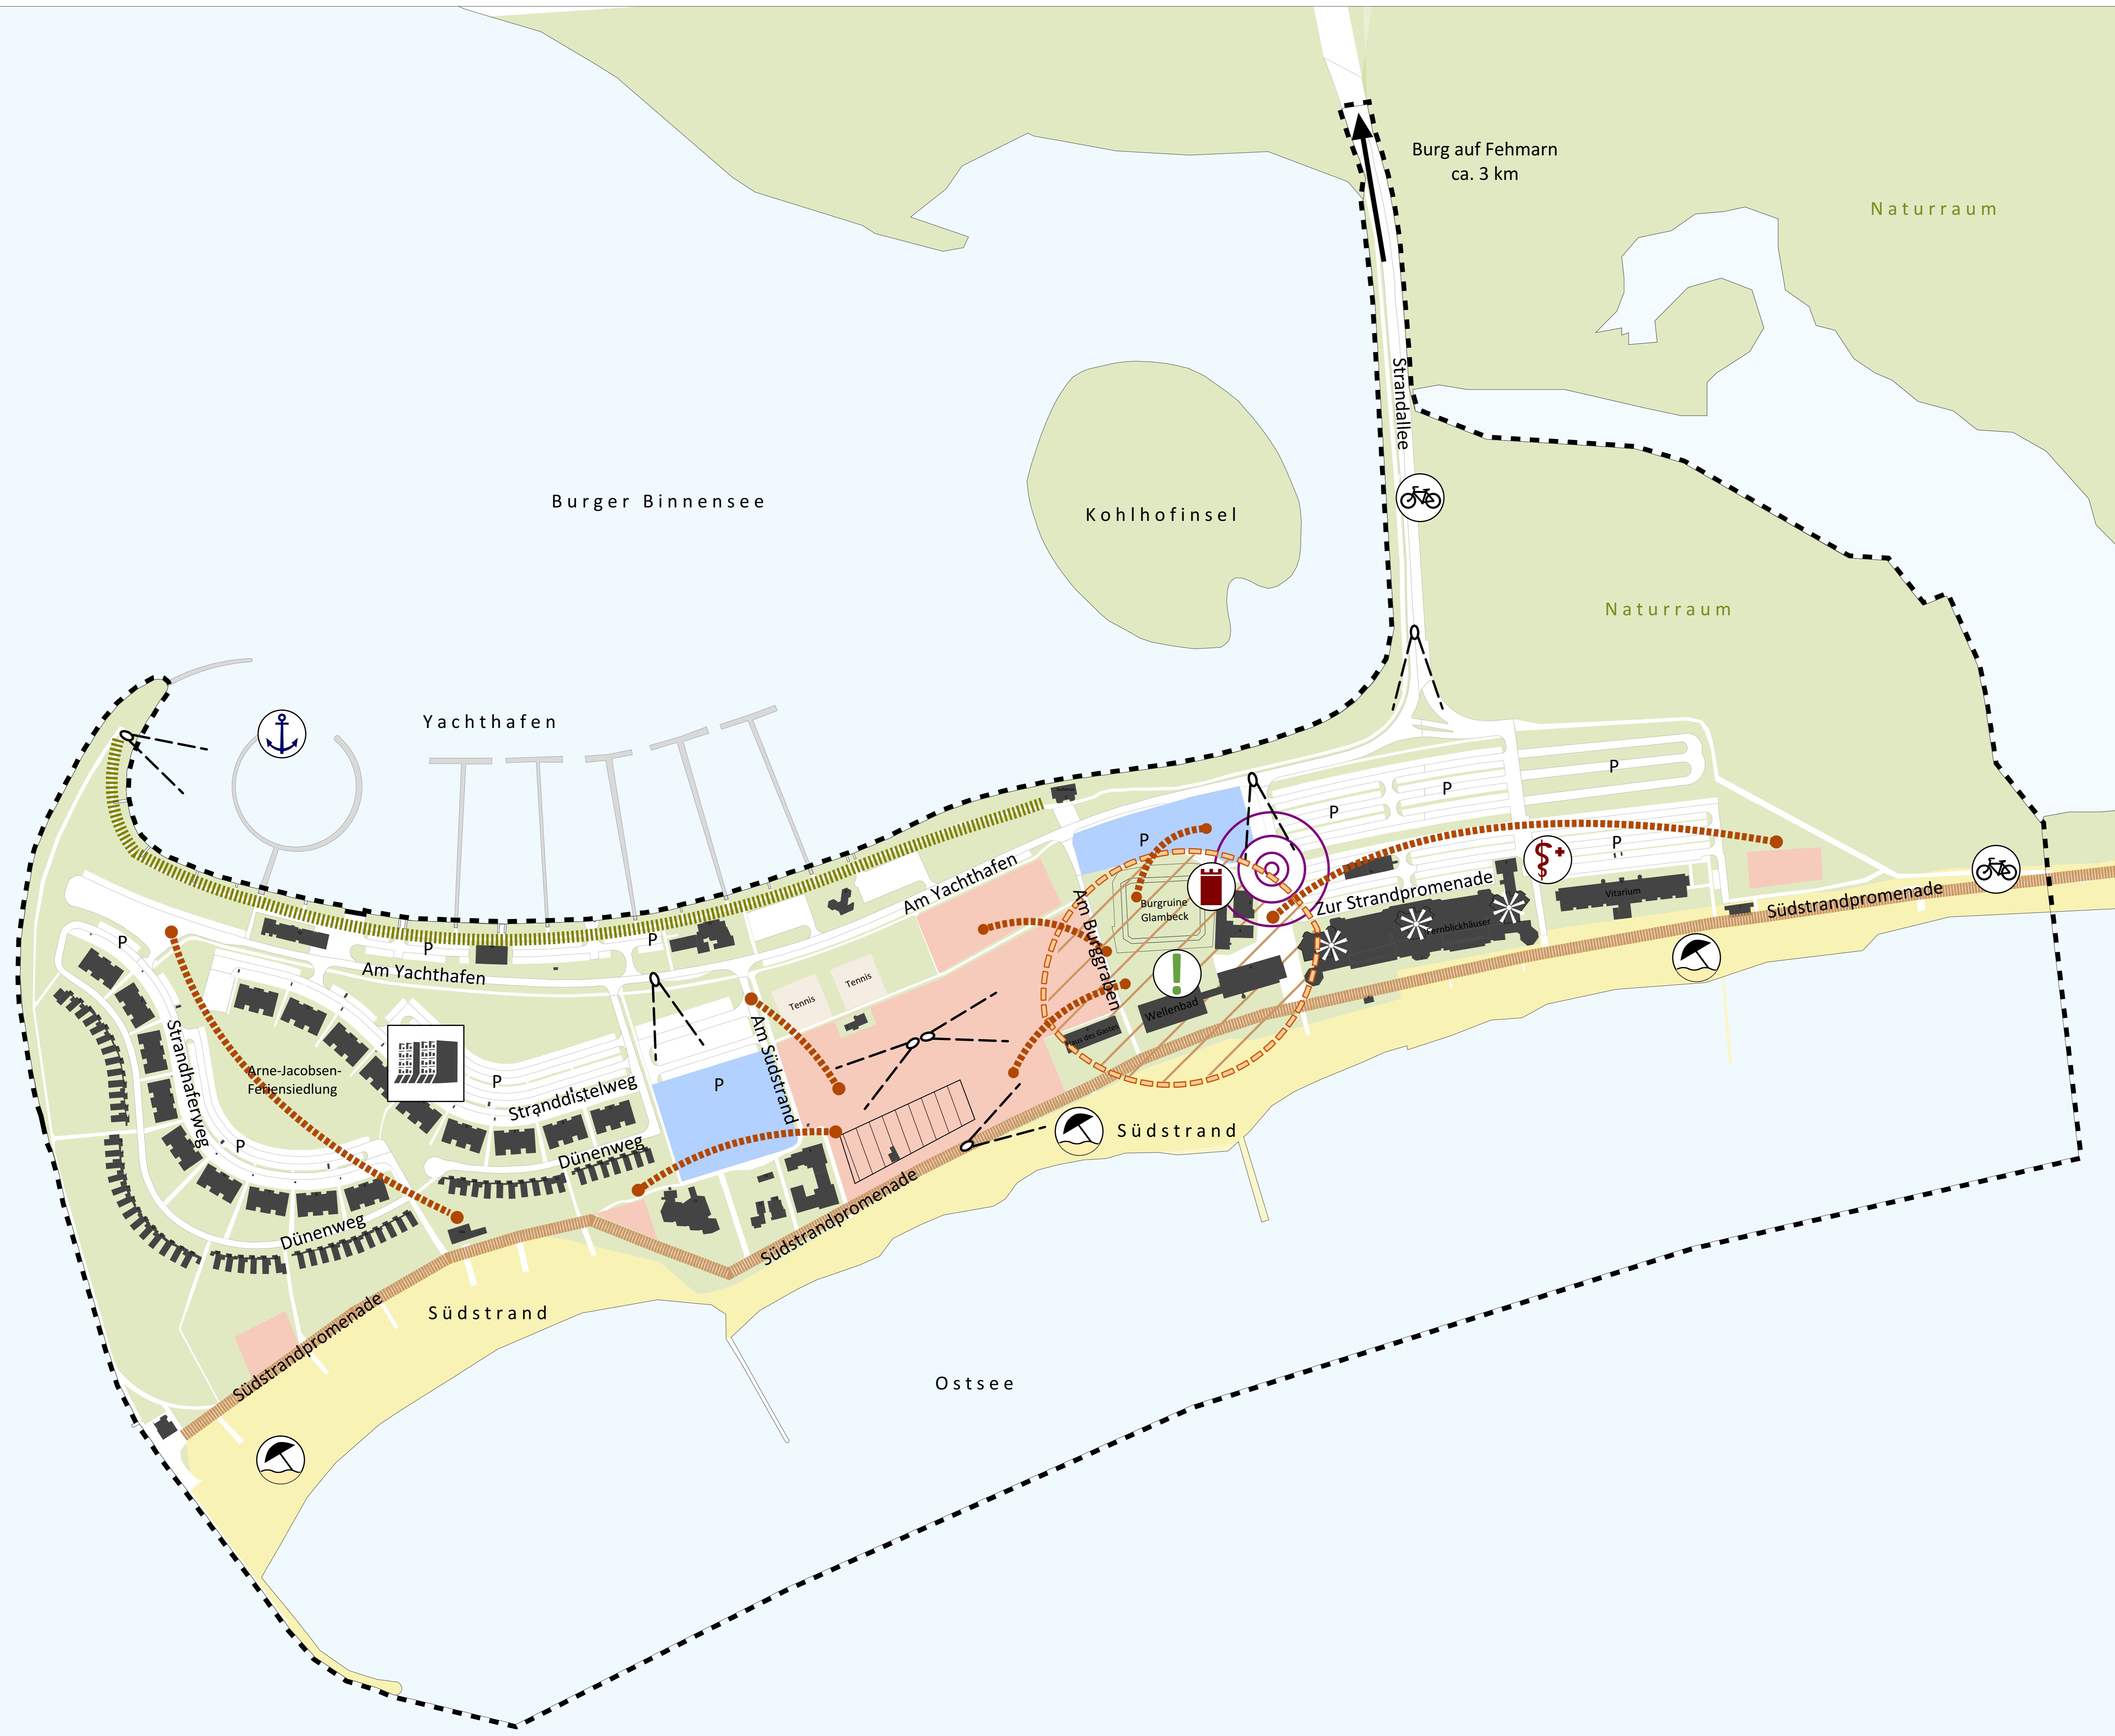 Burg auf Fehmarn
ca. 3 km
Naturraum
Strandallee
Burger Binnensee
Kohlhofinsel
Naturraum
Yachthafen
P
P
P
P
P
Am Yachthafen
Am Burggraben
Burgruine
Glambeck
Zur Strandpromenade
Vitarium
Fernblickhäuser
Südstrandpromenade
P
P
P
Am Yachthafen
Tennis
Tennis
Wellenbad
Haus des Gastes
Strandhaferweg
Arne-Jacobsen-
Feriensiedlung
P
Stranddistelweg
P
Am Südstrand
P
Dünenweg
Südstrand
Dünenweg
Südstrandpromenade
Südstrandpromenade
Südstrand
Ostsee